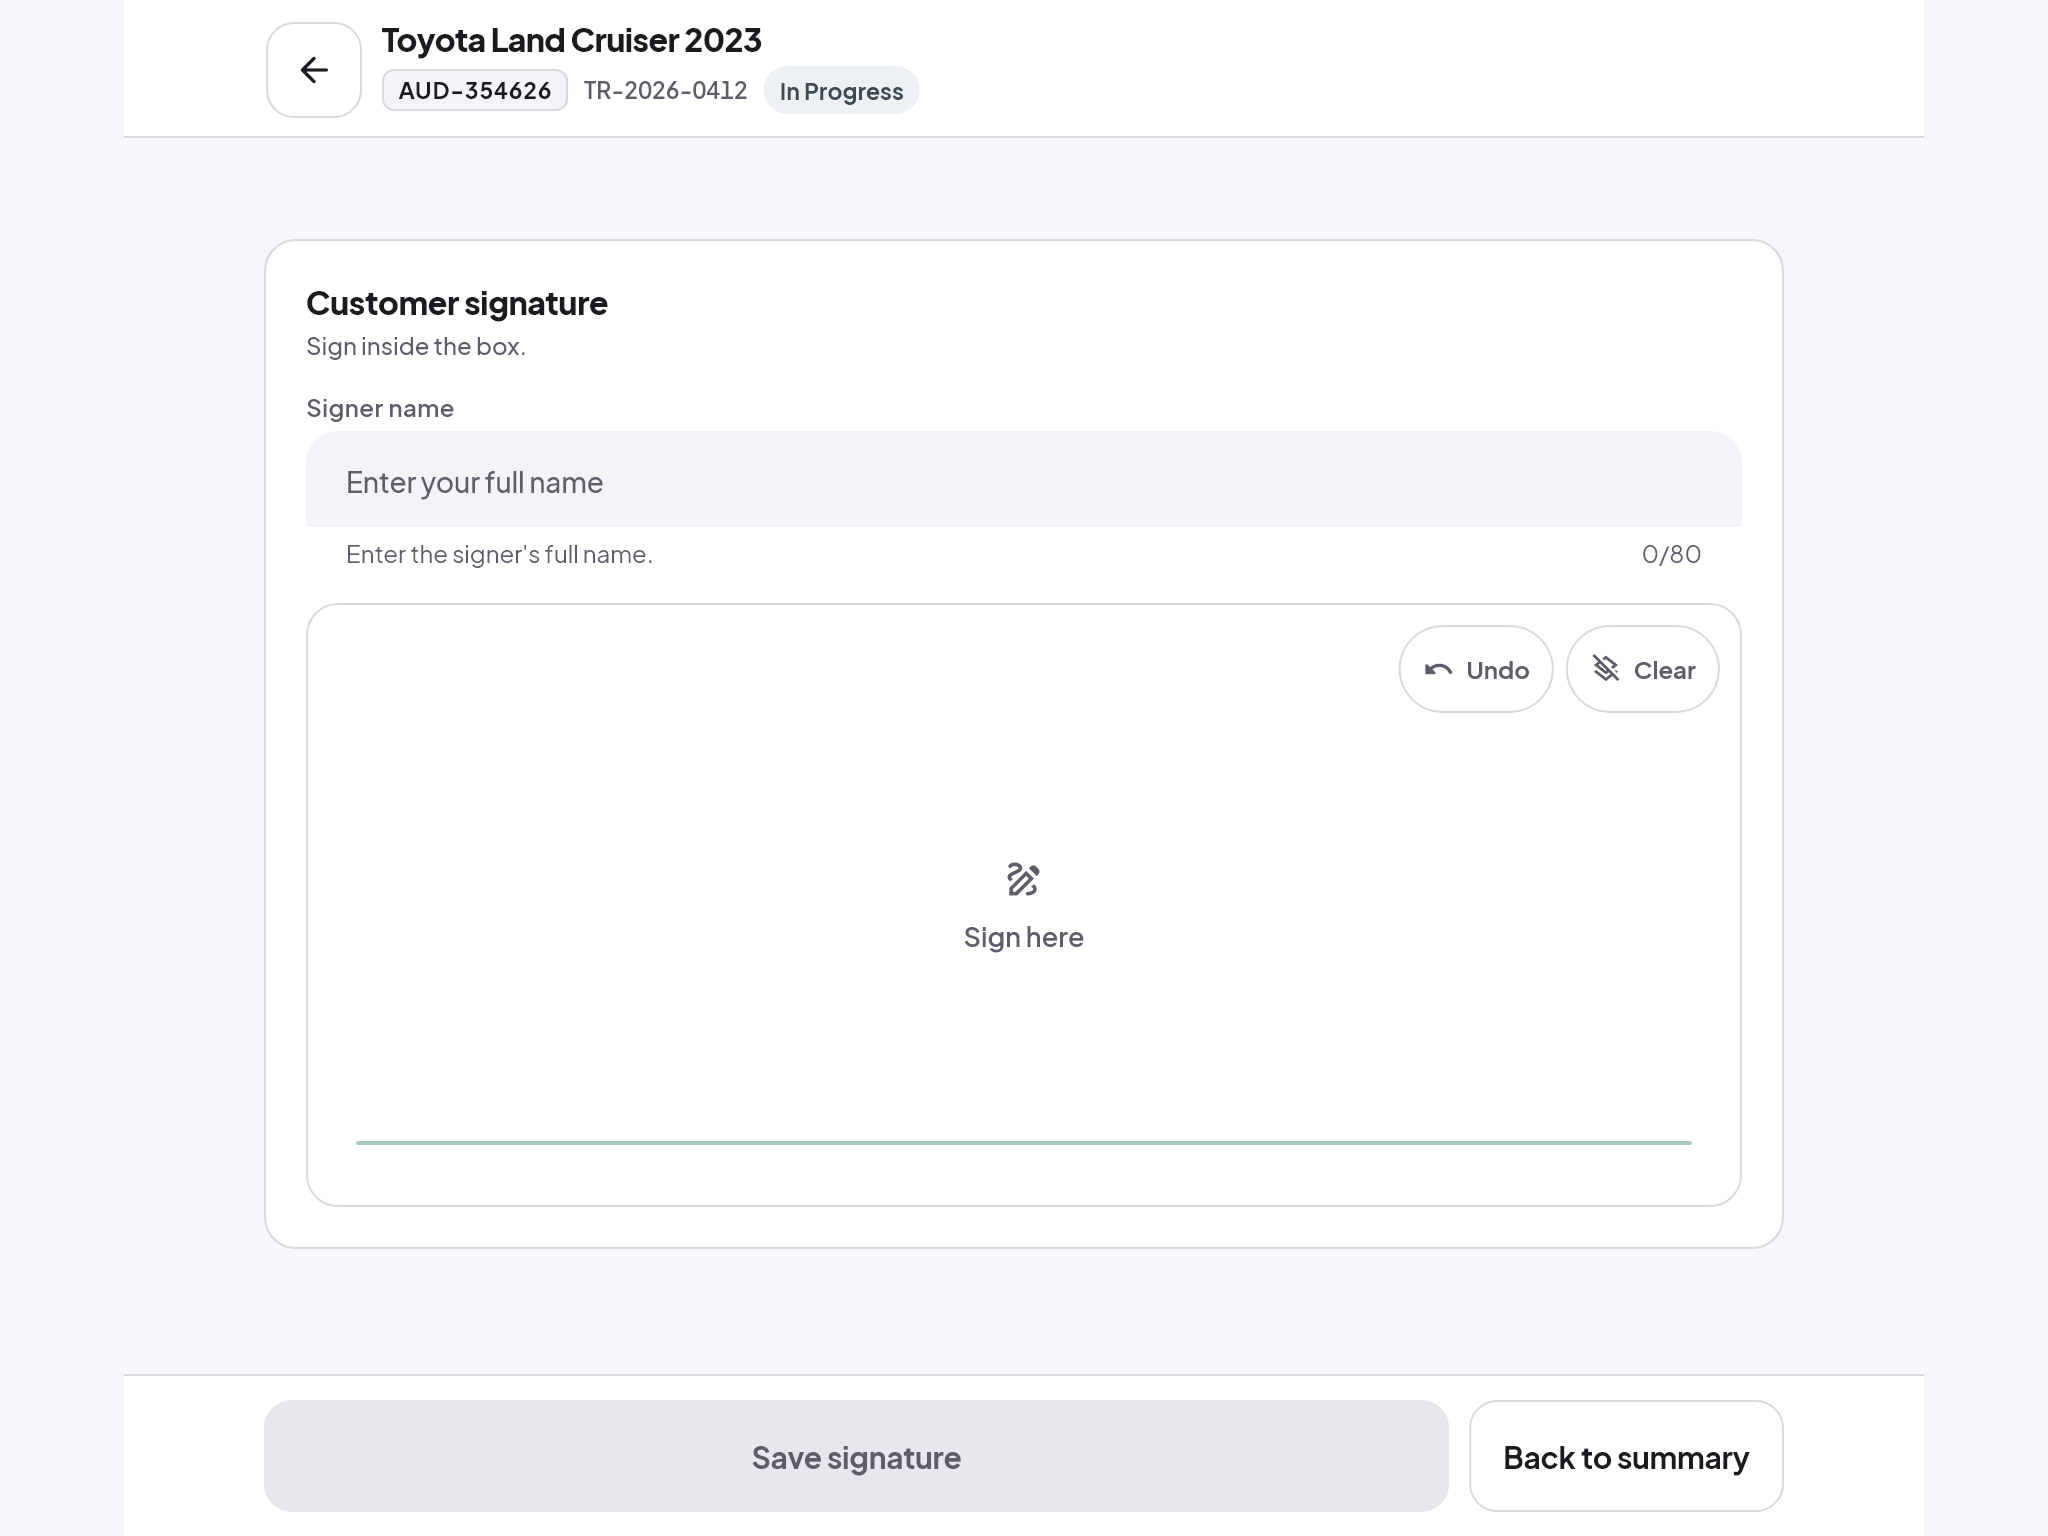 Toyota Land Cruiser 2023
AUD-354626 TR-2026-0412 In Progress
Customer signature
Sign inside the box.
Signer name
Enter your full name
Enter the signer's full name. 0/80
Undo Clear
Sign here
Save signature Back to summary